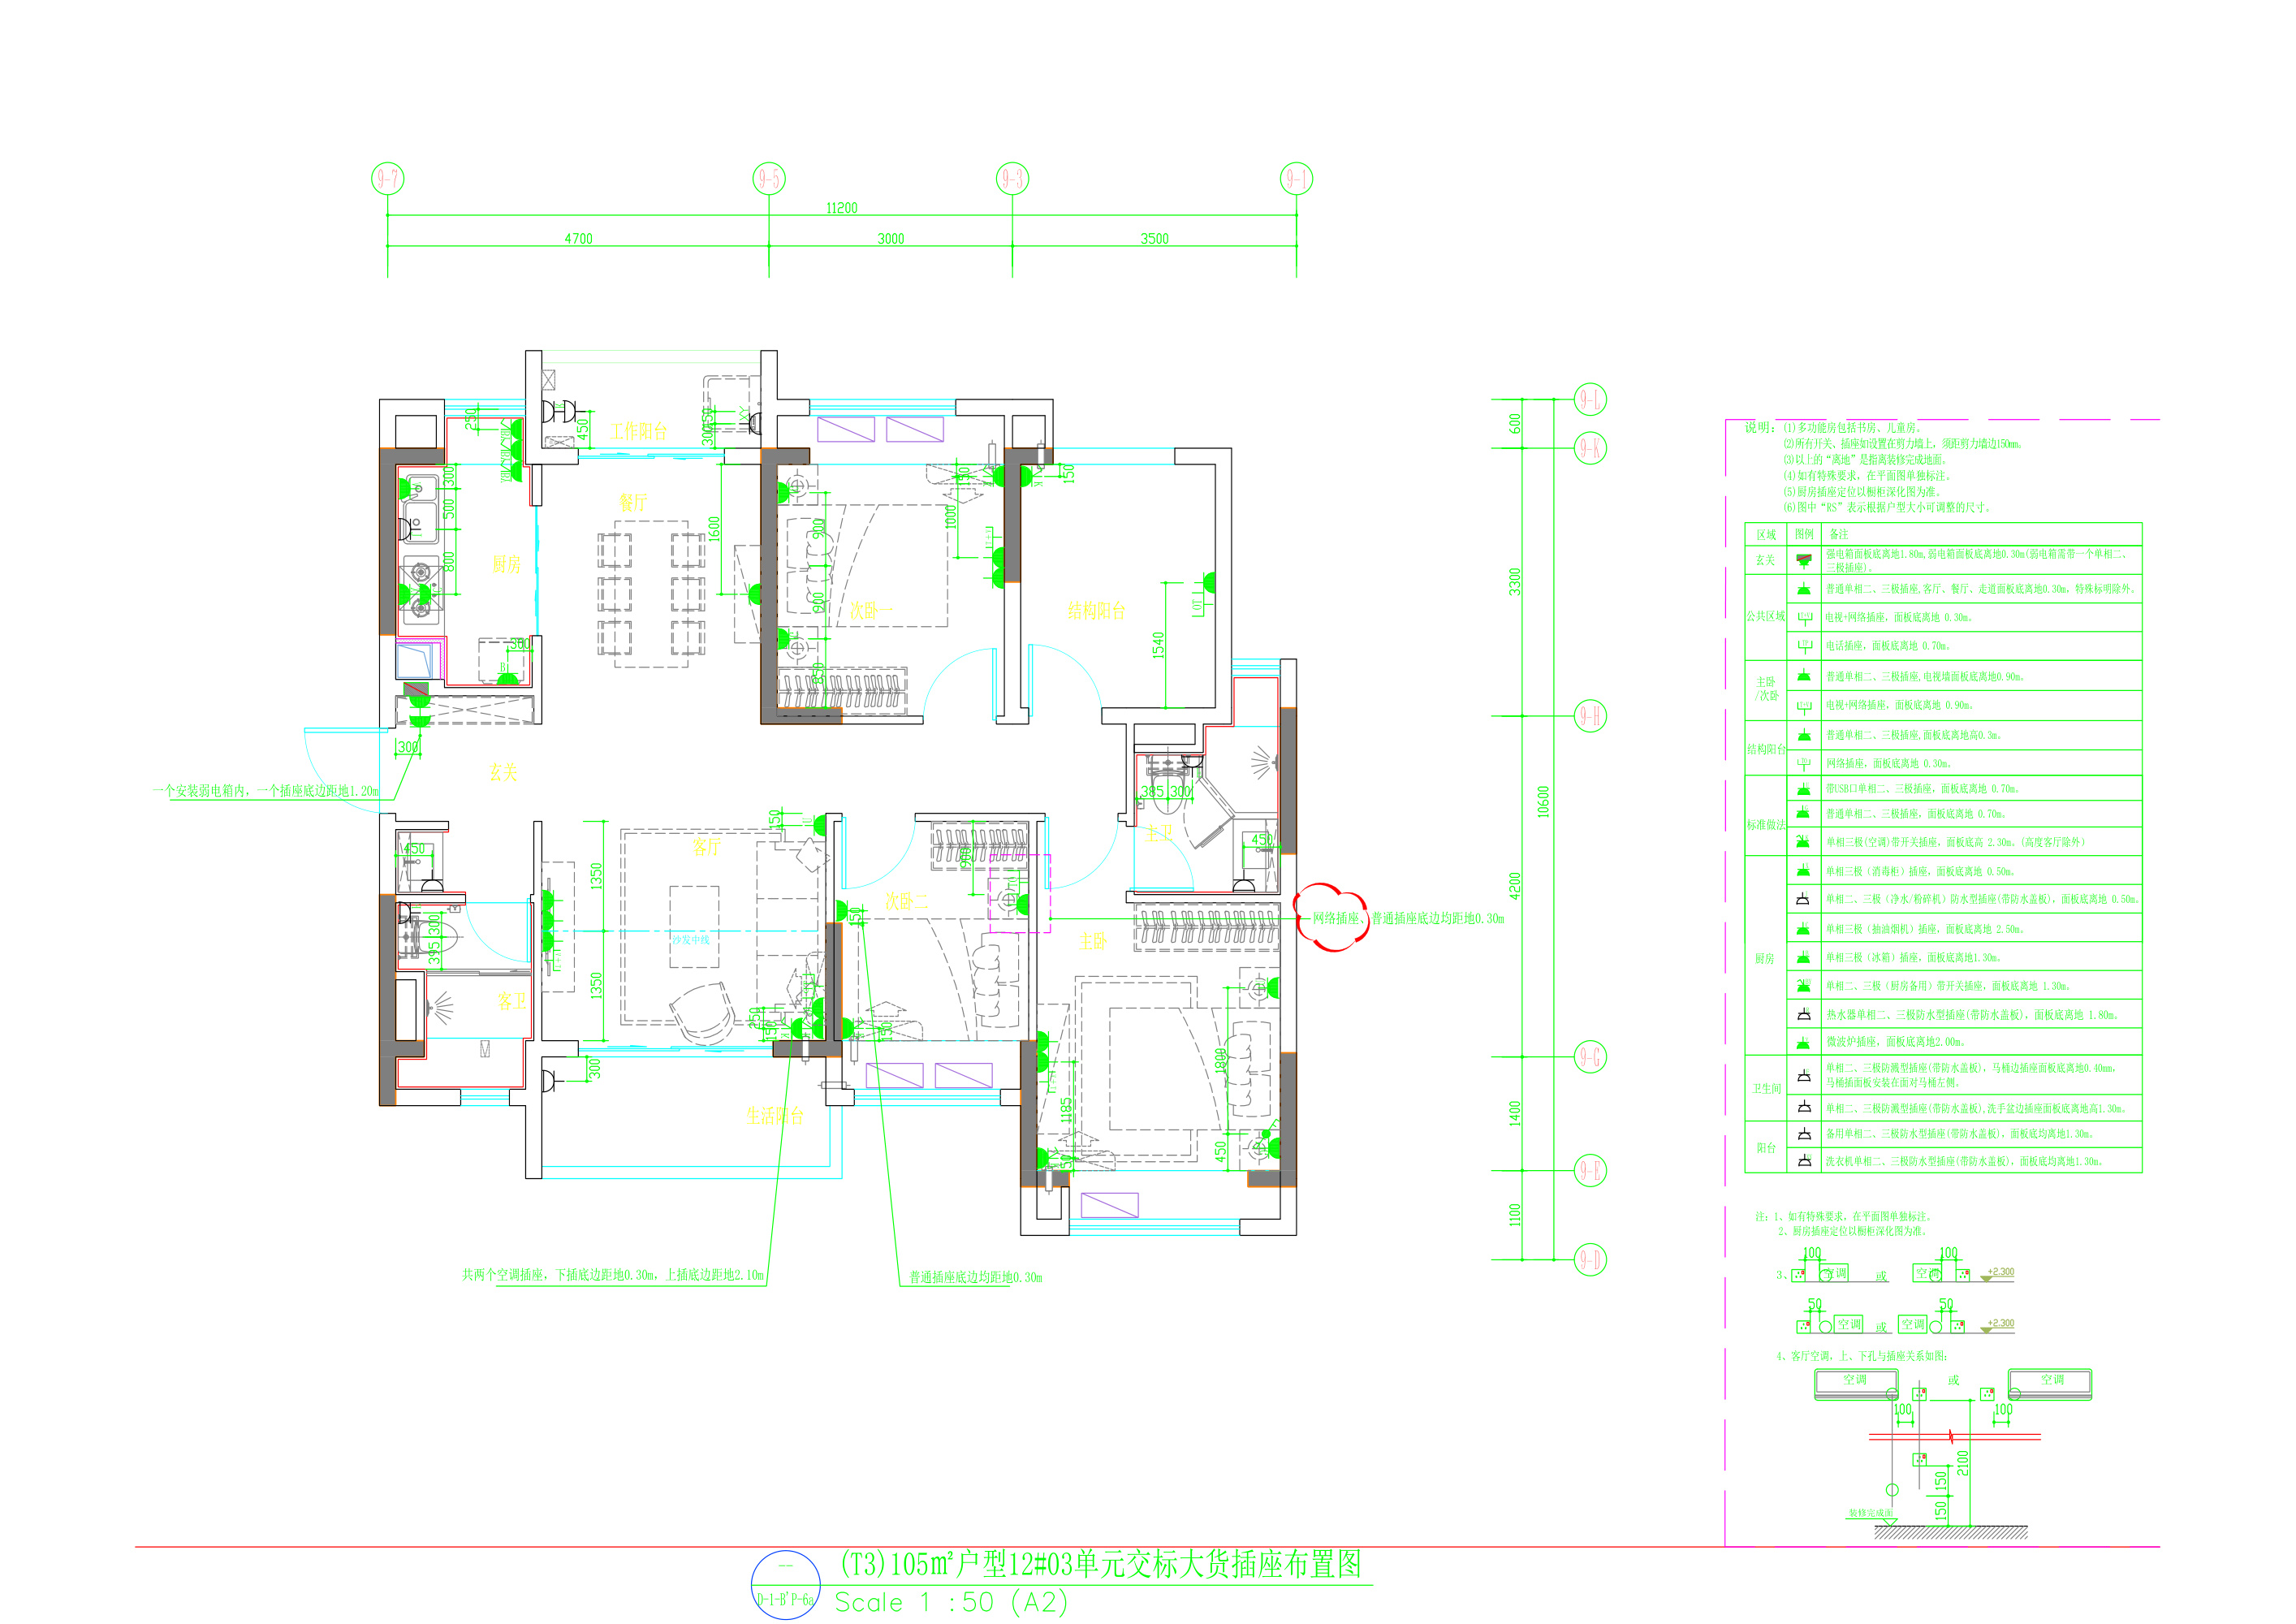 9-7
9-5
9-3
9-1
11200
4700
3000
3500
9-L
9-K
9-H
9-G
9-E
9-D
600
3300
4200
1400
1100
10600
工作阳台
餐厅
厨房
次卧一
结构阳台
玄关
客厅
次卧二
主卫
主卧
客卫
生活阳台
沙发中线
250
450
300
150
300
500
800
1600
900
900
850
1000
150
150
1540
300
300
385
300
450
450
395
300
1350
1350
150
900
450
250
150
150
300
1800
1185
450
150
一个安装弱电箱内，一个插座底边距地1.20m
网络插座、普通插座底边均距地0.30m
共两个空调插座，下插底边距地0.30m，上插底边距地2.10m
普通插座底边均距地0.30m
说明：(1)多功能房包括书房、儿童房。
(2)所有开关、插座如设置在剪力墙上，须距剪力墙边150mm。
(3)以上的“离地”是指离装修完成地面。
(4)如有特殊要求，在平面图单独标注。
(5)厨房插座定位以橱柜深化图为准。
(6)图中“RS”表示根据户型大小可调整的尺寸。
区域 图例 备注
玄关
强电箱面板底离地1.80m,弱电箱面板底离地0.30m(弱电箱需带一个单相二、
三极插座)。
公共区域
普通单相二、三极插座,客厅、餐厅、走道面板底离地0.30m，特殊标明除外。
电视+网络插座，面板底离地 0.30m。
电话插座，面板底离地 0.70m。
主卧
/次卧
普通单相二、三极插座,电视墙面板底离地0.90m。
电视+网络插座，面板底离地 0.90m。
结构阳台
普通单相二、三极插座,面板底离地高0.3m。
网络插座，面板底离地 0.30m。
标准做法
带USB口单相二、三极插座，面板底离地 0.70m。
普通单相二、三极插座，面板底离地 0.70m。
单相三极(空调)带开关插座，面板底高 2.30m。(高度客厅除外)
厨房
单相三极（消毒柜）插座，面板底离地 0.50m。
单相二、三极（净水/粉碎机）防水型插座(带防水盖板)，面板底离地 0.50m。
单相三极（抽油烟机）插座，面板底离地 2.50m。
单相三极（冰箱）插座，面板底离地1.30m。
单相二、三极（厨房备用）带开关插座，面板底离地 1.30m。
热水器单相二、三极防水型插座(带防水盖板)，面板底离地 1.80m。
微波炉插座，面板底离地2.00m。
卫生间
单相二、三极防溅型插座(带防水盖板)，马桶边插座面板底离地0.40mm，
马桶插面板安装在面对马桶左侧。
单相二、三极防溅型插座(带防水盖板),洗手盆边插座面板底离地高1.30m。
阳台
备用单相二、三极防水型插座(带防水盖板)，面板底均离地1.30m。
洗衣机单相二、三极防水型插座(带防水盖板)，面板底均离地1.30m。
注：1、如有特殊要求，在平面图单独标注。
2、厨房插座定位以橱柜深化图为准。
100
100
3、
空调
或
空调
+2.300
50
50
空调
或
空调
+2.300
4、客厅空调，上、下孔与插座关系如图：
空调
或
空调
100
100
2100
150
150
装修完成面
--
D-1-B'P-6a
(T3)105m²户型12#03单元交标大货插座布置图
Scale 1 :50 (A2)